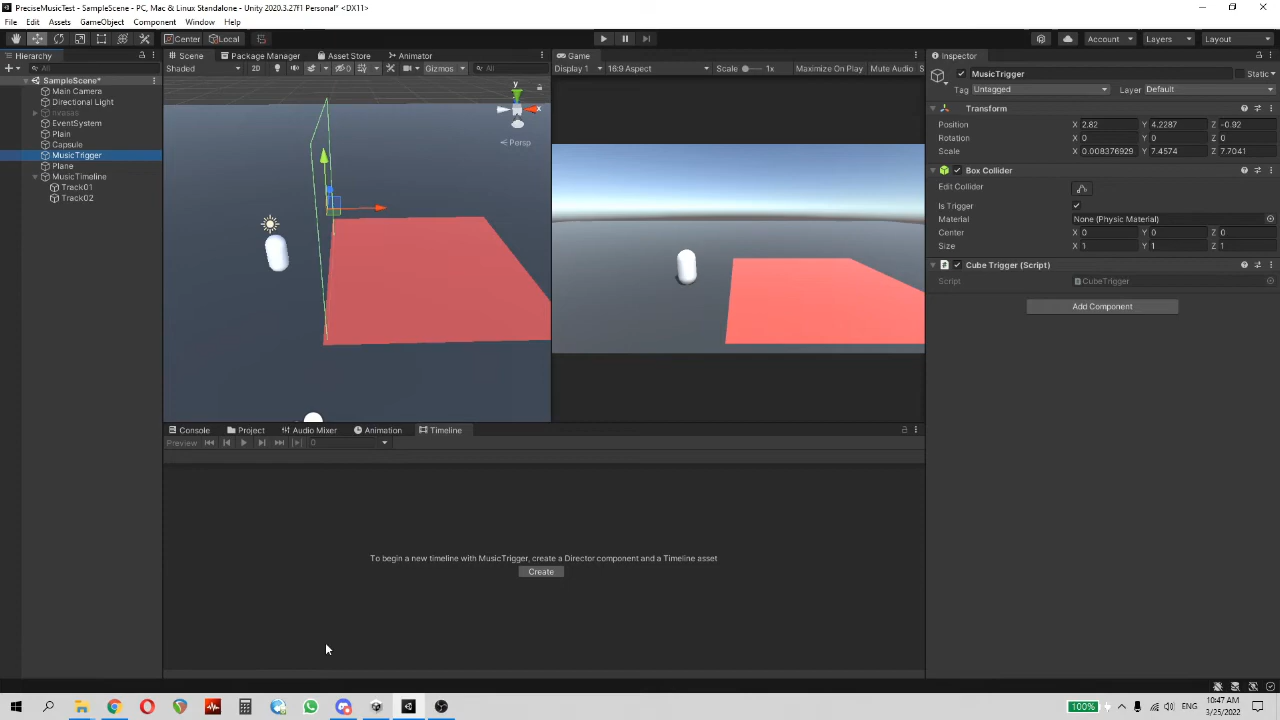 PreciseMusicTest - SampleScene - PC, Mac & Linux Standalone - Unity 2020.3.27f1 Personal* <DX11>
File Edit Assets GameObject Component Window Help
Center Local Account Layers Layout
Hierarchy Scene Package Manager Asset Store Animator Game Inspector
All Shaded 2D 0 Gizmos All Display 1 16:9 Aspect Scale 1x Maximize On Play Mute Audio S MusicTrigger Static
SampleScene*
Tag Untagged Layer Default
Main Camera
Directional Light
nyasas
EventSystem
Plain
Capsule
MusicTrigger
Plane
MusicTimeline
Track01
Track02
y
x
Persp
Transform
Position X 2.82 Y 4.2287 Z -0.92
Rotation X 0 Y 0 Z 0
Scale X 0.008376929 Y 7.4574 Z 7.7041
Box Collider
Edit Collider
Is Trigger
Material None (Physic Material)
Center X 0 Y 0 Z 0
Size X 1 Y 1 Z 1
Cube Trigger (Script)
Script CubeTrigger
Add Component
Console Project Audio Mixer Animation Timeline
Preview 0
To begin a new timeline with MusicTrigger, create a Director component and a Timeline asset
Create
100% ENG 10:47 AM
3/25/2022